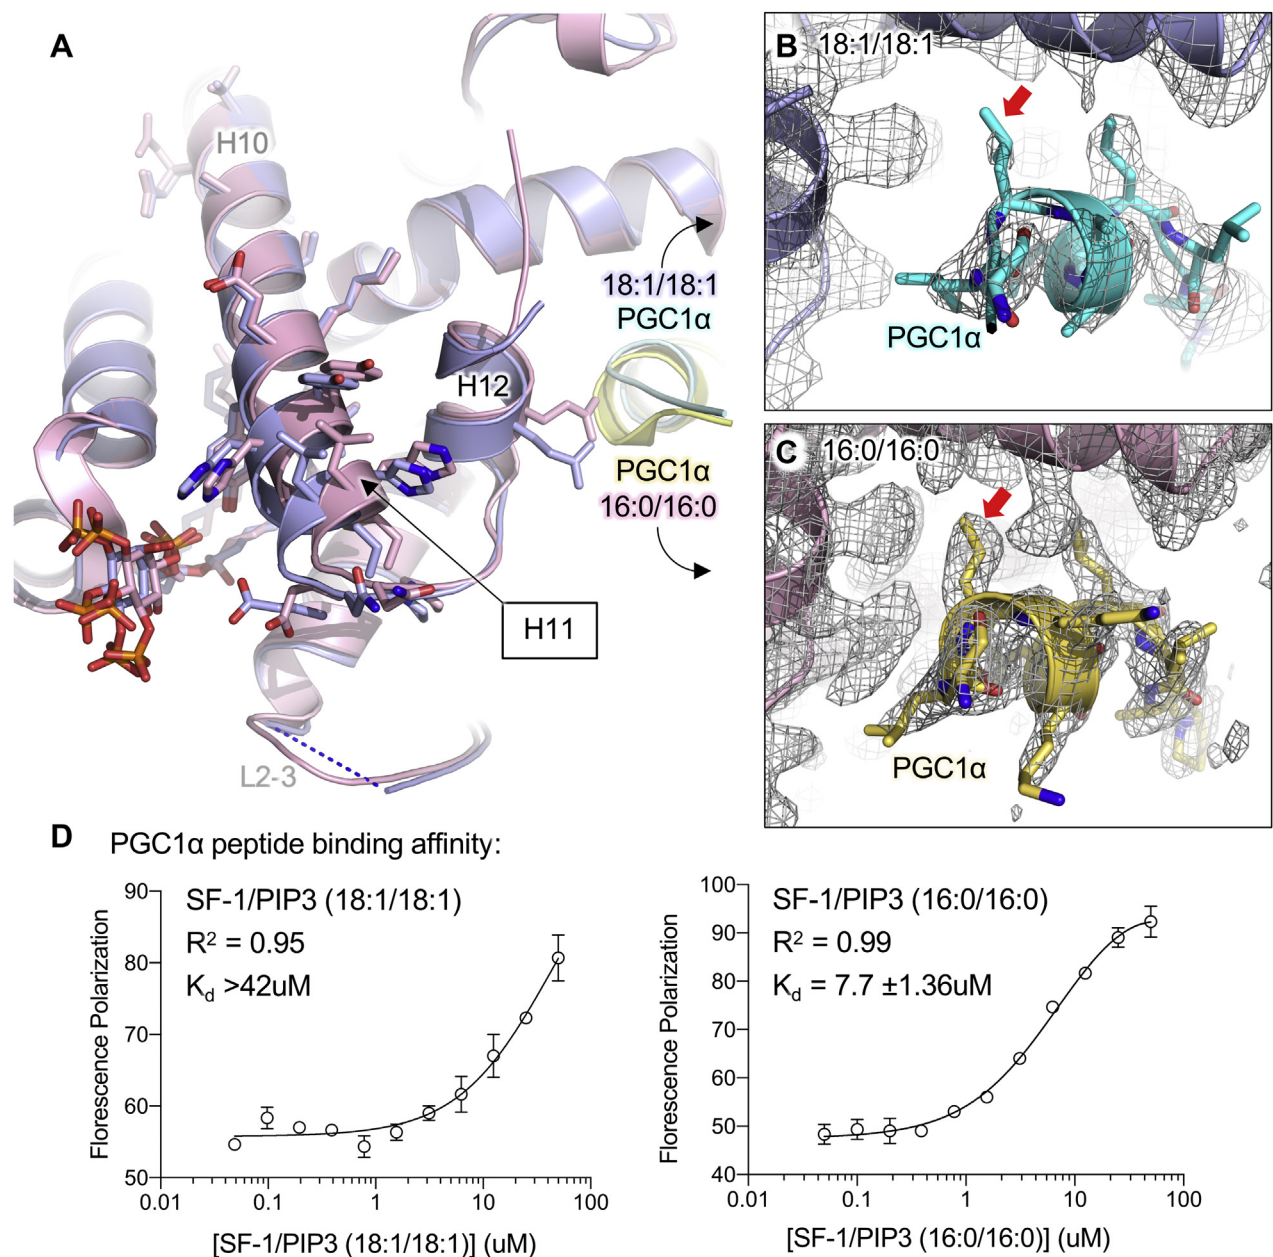 A
H10
18:1/18:1
PGC1α
H12
PGC1α
16:0/16:0
H11
L2-3
B 18:1/18:1
PGC1α
C 16:0/16:0
PGC1α
D PGC1α peptide binding affinity:
SF-1/PIP3 (18:1/18:1)
R² = 0.95
Kd >42uM
Florescence Polarization
90
80
70
60
50
0.01 0.1 1 10 100
[SF-1/PIP3 (18:1/18:1)] (uM)
SF-1/PIP3 (16:0/16:0)
R² = 0.99
Kd = 7.7 ±1.36uM
Florescence Polarization
100
90
80
70
60
50
40
0.01 0.1 1 10 100
[SF-1/PIP3 (16:0/16:0)] (uM)